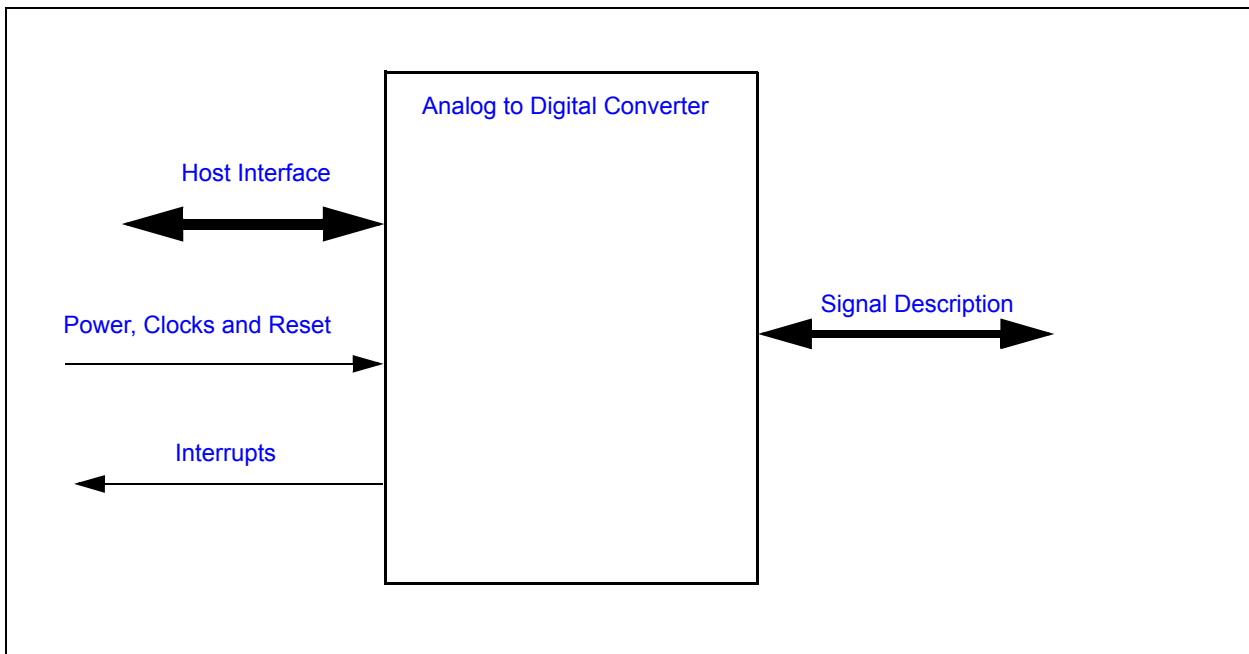 Analog to Digital Converter
Host Interface
Signal Description
Power, Clocks and Reset
Interrupts